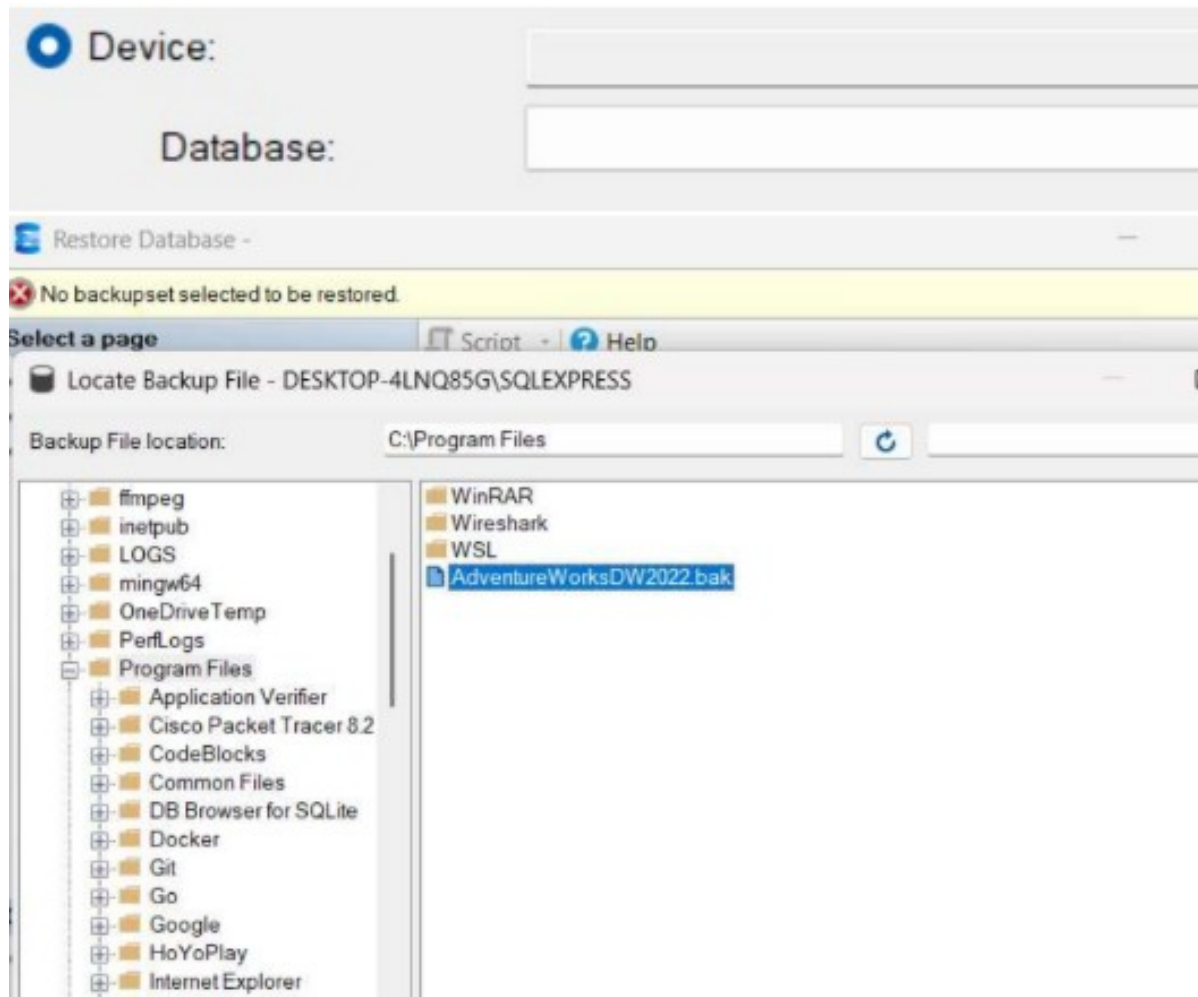 Device:
Database:
Restore Database -
No backupset selected to be restored.
Select a page
Script
Help
Locate Backup File - DESKTOP-4LNQ85G\SQLEXPRESS
Backup File location:
C:\Program Files
ffmpeg
inetpub
LOGS
mingw64
OneDriveTemp
PerfLogs
Program Files
Application Verifier
Cisco Packet Tracer 8.2
CodeBlocks
Common Files
DB Browser for SQLite
Docker
Git
Go
Google
HoYoPlay
Internet Explorer
WinRAR
Wireshark
WSL
AdventureWorksDW2022.bak